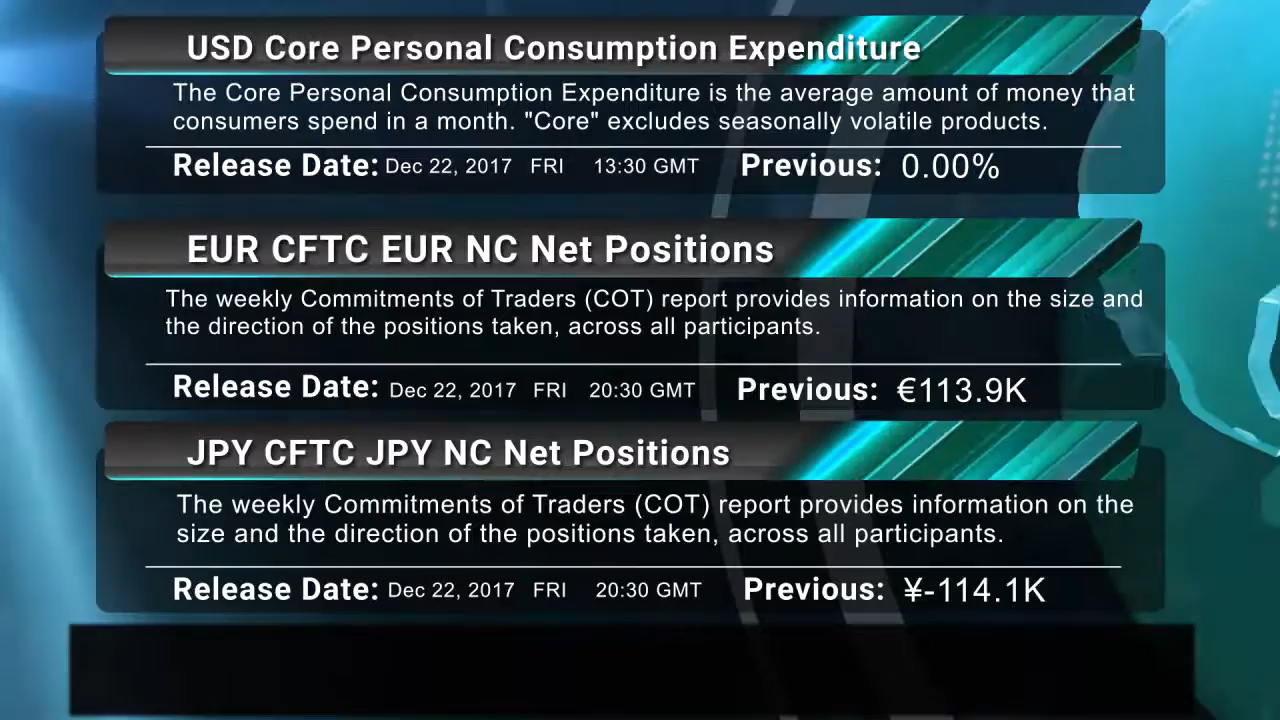 USD Core Personal Consumption Expenditure
The Core Personal Consumption Expenditure is the average amount of money that
consumers spend in a month. "Core" excludes seasonally volatile products.
Release Date: Dec 22, 2017 FRI 13:30 GMT Previous: 0.00%
EUR CFTC EUR NC Net Positions
The weekly Commitments of Traders (COT) report provides information on the size and
the direction of the positions taken, across all participants.
Release Date: Dec 22, 2017 FRI 20:30 GMT Previous: €113.9K
JPY CFTC JPY NC Net Positions
The weekly Commitments of Traders (COT) report provides information on the
size and the direction of the positions taken, across all participants.
Release Date: Dec 22, 2017 FRI 20:30 GMT Previous: ¥-114.1K